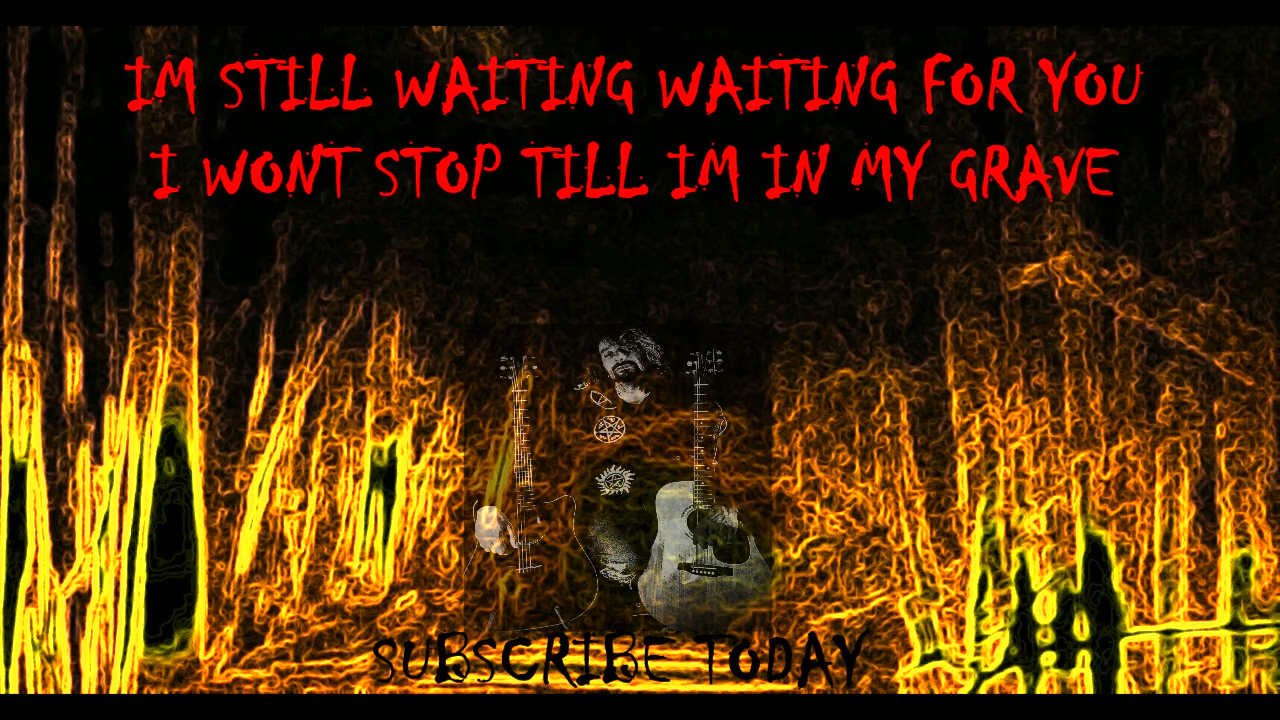 IM STILL WAITING WAITING FOR YOU
I WONT STOP TILL IM IN MY GRAVE
SUBSCRIBE TODAY